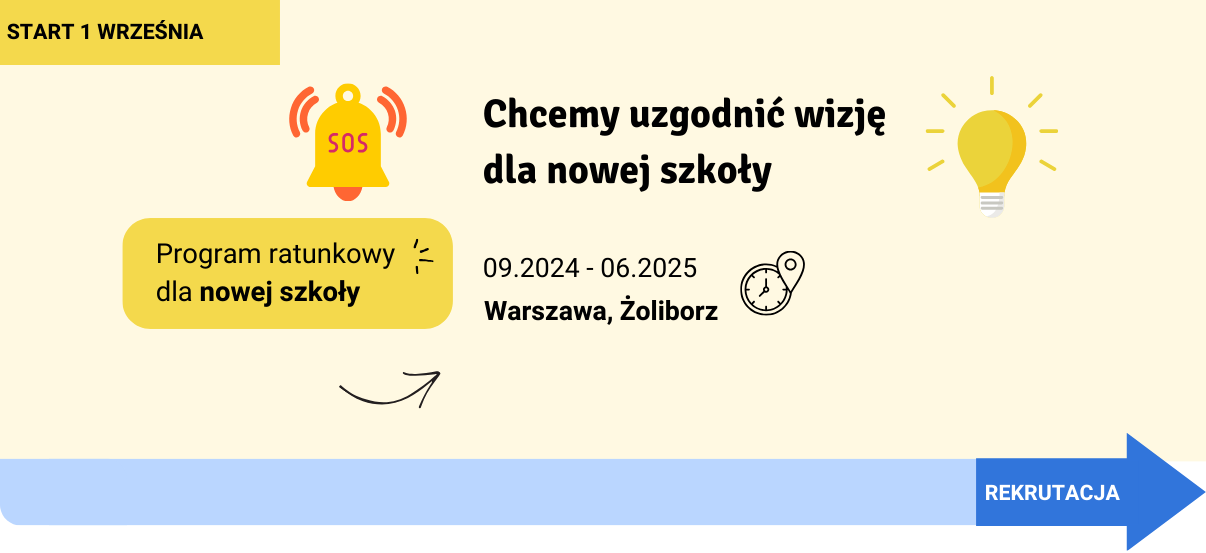 START 1 WRZEŚNIA
SOS
Chcemy uzgodnić wizję
dla nowej szkoły
Program ratunkowy
dla nowej szkoły
09.2024 - 06.2025
Warszawa, Żoliborz
REKRUTACJA